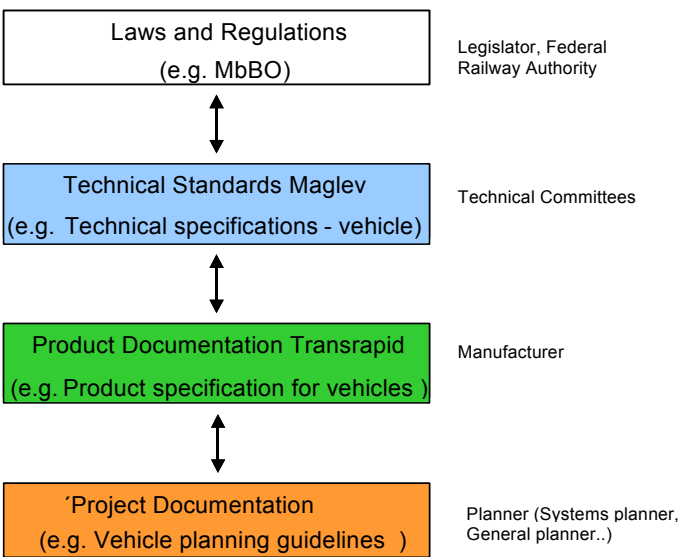 Laws and Regulations
(e.g. MbBO)
Legislator, Federal
Railway Authority
Technical Standards Maglev
(e.g. Technical specifications - vehicle)
Technical Committees
Product Documentation Transrapid
(e.g. Product specification for vehicles )
Manufacturer
´Project Documentation
(e.g. Vehicle planning guidelines )
Planner (Systems planner,
General planner..)